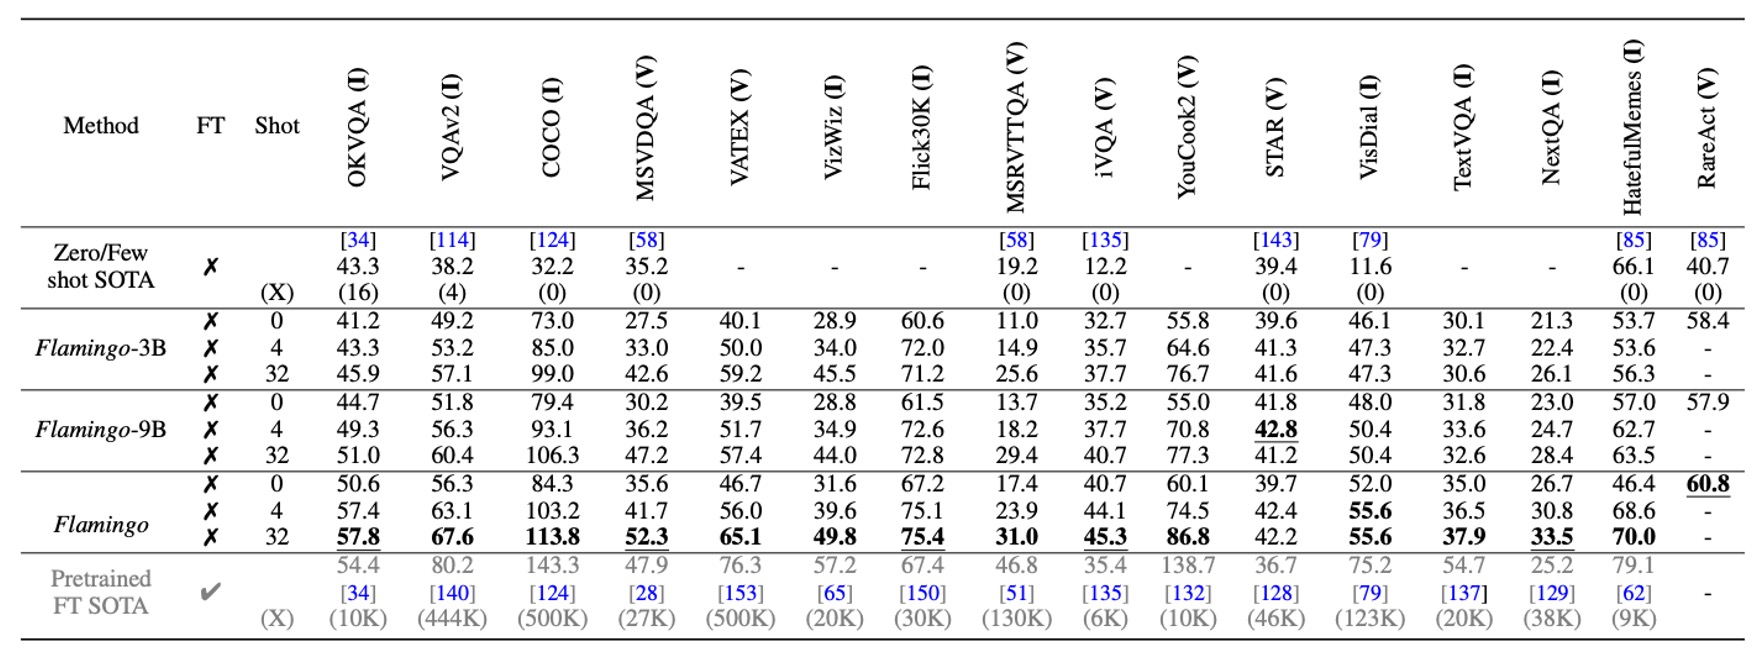 Method FT Shot OKVQA (I) VQAv2 (I) COCO (I) MSVDQA (V) VATEX (V) VizWiz (I) Flick30K (I) MSRVTTQA (V) iVQA (V) YouCook2 (V) STAR (V) VisDial (I) TextVQA (I) NextQA (I) HatefulMemes (I) RareAct (V)
[34] [114] [124] [58] [58] [135] [143] [79] [85] [85]
Zero/Few shot SOTA ✗ 43.3 38.2 32.2 35.2 - - - 19.2 12.2 - 39.4 11.6 - - 66.1 40.7
(X) (16) (4) (0) (0) (0) (0) (0) (0) (0) (0)
✗ 0 41.2 49.2 73.0 27.5 40.1 28.9 60.6 11.0 32.7 55.8 39.6 46.1 30.1 21.3 53.7 58.4
Flamingo-3B ✗ 4 43.3 53.2 85.0 33.0 50.0 34.0 72.0 14.9 35.7 64.6 41.3 47.3 32.7 22.4 53.6 -
✗ 32 45.9 57.1 99.0 42.6 59.2 45.5 71.2 25.6 37.7 76.7 41.6 47.3 30.6 26.1 56.3 -
✗ 0 44.7 51.8 79.4 30.2 39.5 28.8 61.5 13.7 35.2 55.0 41.8 48.0 31.8 23.0 57.0 57.9
Flamingo-9B ✗ 4 49.3 56.3 93.1 36.2 51.7 34.9 72.6 18.2 37.7 70.8 42.8 50.4 33.6 24.7 62.7 -
✗ 32 51.0 60.4 106.3 47.2 57.4 44.0 72.8 29.4 40.7 77.3 41.2 50.4 32.6 28.4 63.5 -
✗ 0 50.6 56.3 84.3 35.6 46.7 31.6 67.2 17.4 40.7 60.1 39.7 52.0 35.0 26.7 46.4 60.8
Flamingo ✗ 4 57.4 63.1 103.2 41.7 56.0 39.6 75.1 23.9 44.1 74.5 42.4 55.6 36.5 30.8 68.6 -
✗ 32 57.8 67.6 113.8 52.3 65.1 49.8 75.4 31.0 45.3 86.8 42.2 55.6 37.9 33.5 70.0 -
54.4 80.2 143.3 47.9 76.3 57.2 67.4 46.8 35.4 138.7 36.7 75.2 54.7 25.2 79.1
Pretrained FT SOTA ✔ [34] [140] [124] [28] [153] [65] [150] [51] [135] [132] [128] [79] [137] [129] [62] -
(X) (10K) (444K) (500K) (27K) (500K) (20K) (30K) (130K) (6K) (10K) (46K) (123K) (20K) (38K) (9K)